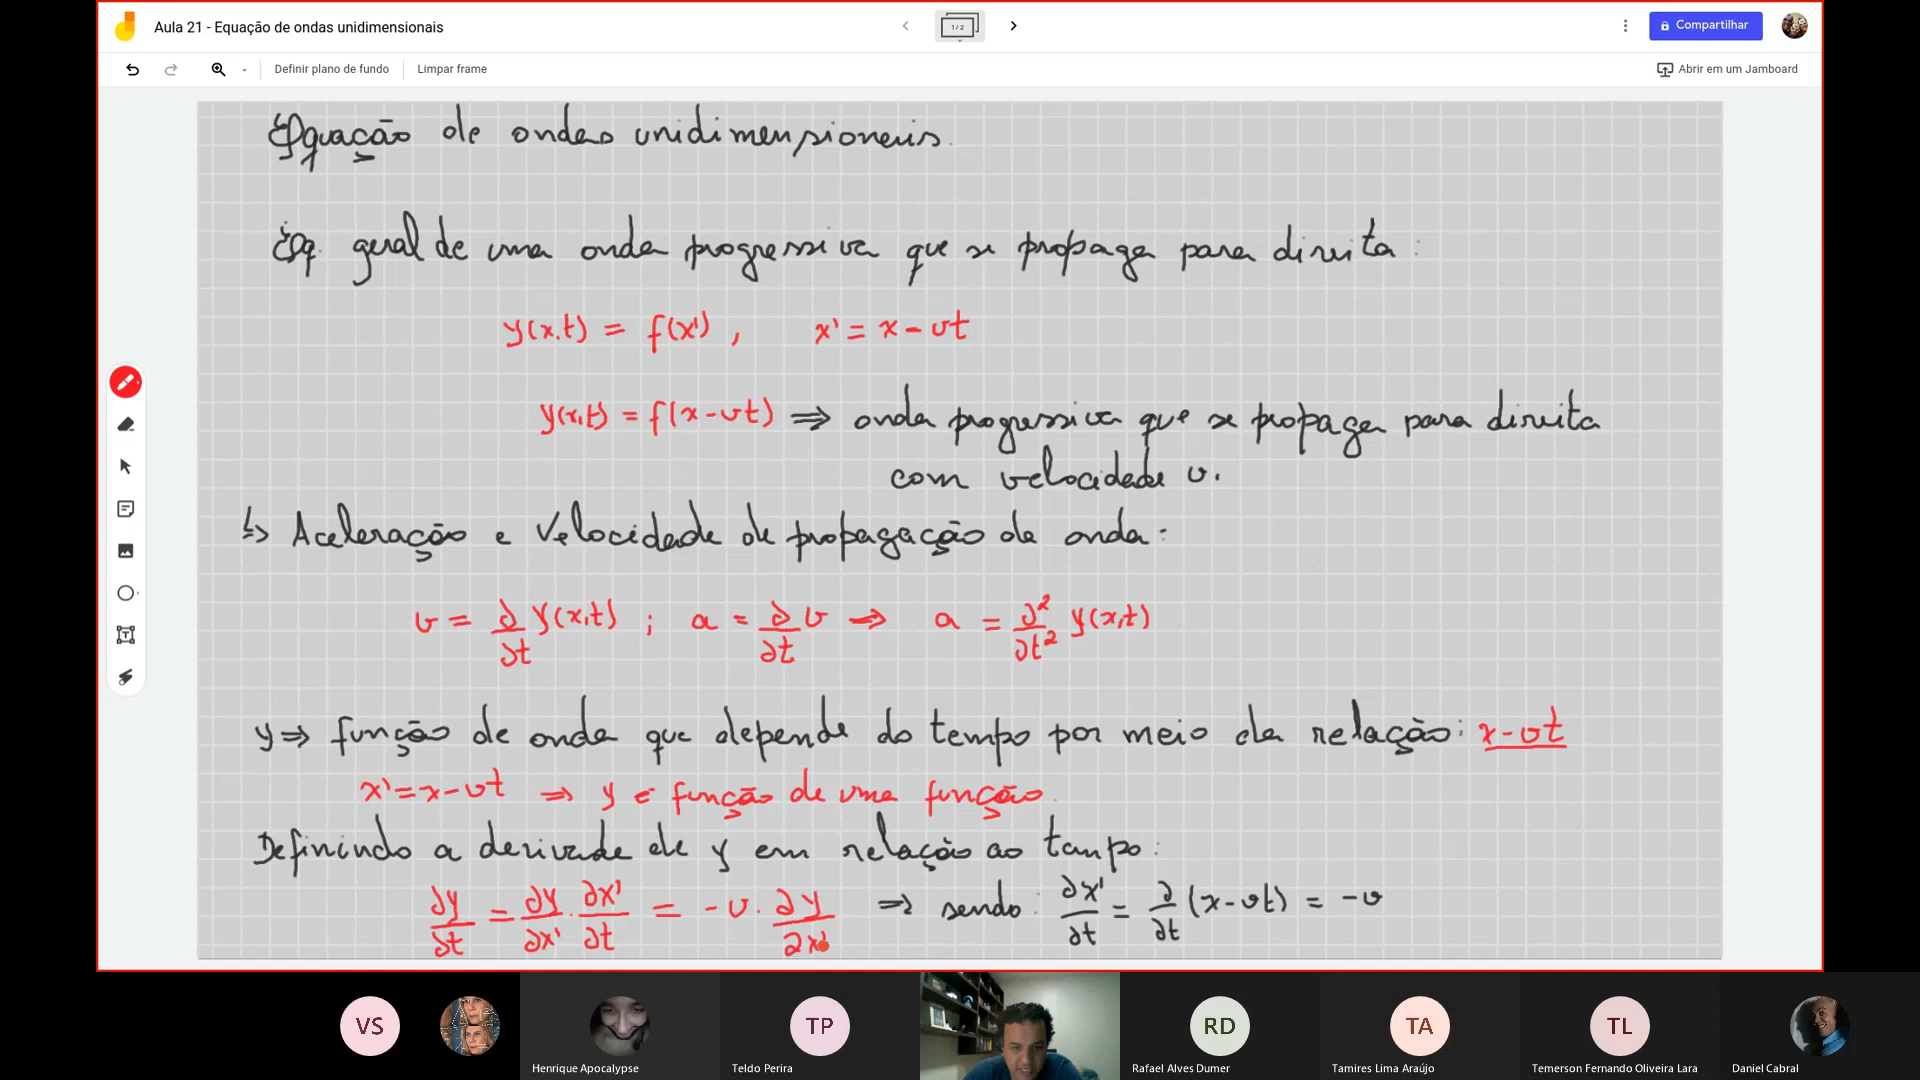 Aula 21 - Equação de ondas unidimensionais
1 / 2
Compartilhar
Definir plano de fundo
Limpar frame
Abrir em um Jamboard
Equação de ondas unidimensionais.
Eq. geral de uma onda progressiva que se propaga para direita:
y(x,t) = f(x') , x' = x - vt
y(x,t) = f(x - vt) ⇒ onda progressiva que se propaga para direita
com velocidade v.
↳ Aceleração e Velocidade de propagação da onda:
v = ∂/∂t y(x,t) ; a = ∂/∂t v ⇒ a = ∂²/∂t² y(x,t)
y ⇒ função de onda que depende do tempo por meio da relação: x - vt
x' = x - vt ⇒ y é função de uma função.
Definindo a derivada de y em relação ao tempo:
∂y/∂t = ∂y/∂x' · ∂x'/∂t = - v · ∂y/∂x' ⇒ sendo: ∂x'/∂t = ∂/∂t (x - vt) = - v
VS
Henrique Apocalypse
TP
Teldo Perira
RD
Rafael Alves Dumer
TA
Tamires Lima Araújo
TL
Temerson Fernando Oliveira Lara
Daniel Cabral